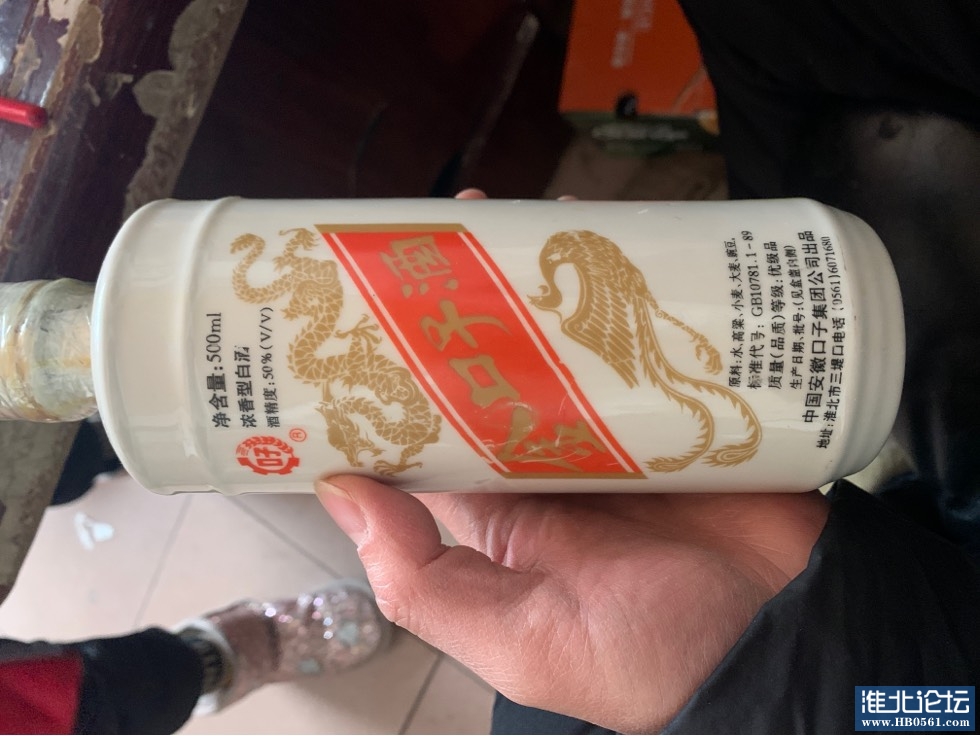 净含量:500ml
浓香型白酒
酒精度:50%(V/V)
口子
R
金口子酒
原料:水、高粱、小麦、大麦、豌豆、
标准代号:GB10781.1-89
质量(品质)等级:优级品
生产日期、批号:(见盒盖内侧)
中国安徽口子集团公司出品
地址:淮北市三堤口电话:(0561)6071680
淮北论坛
www.HB0561.com